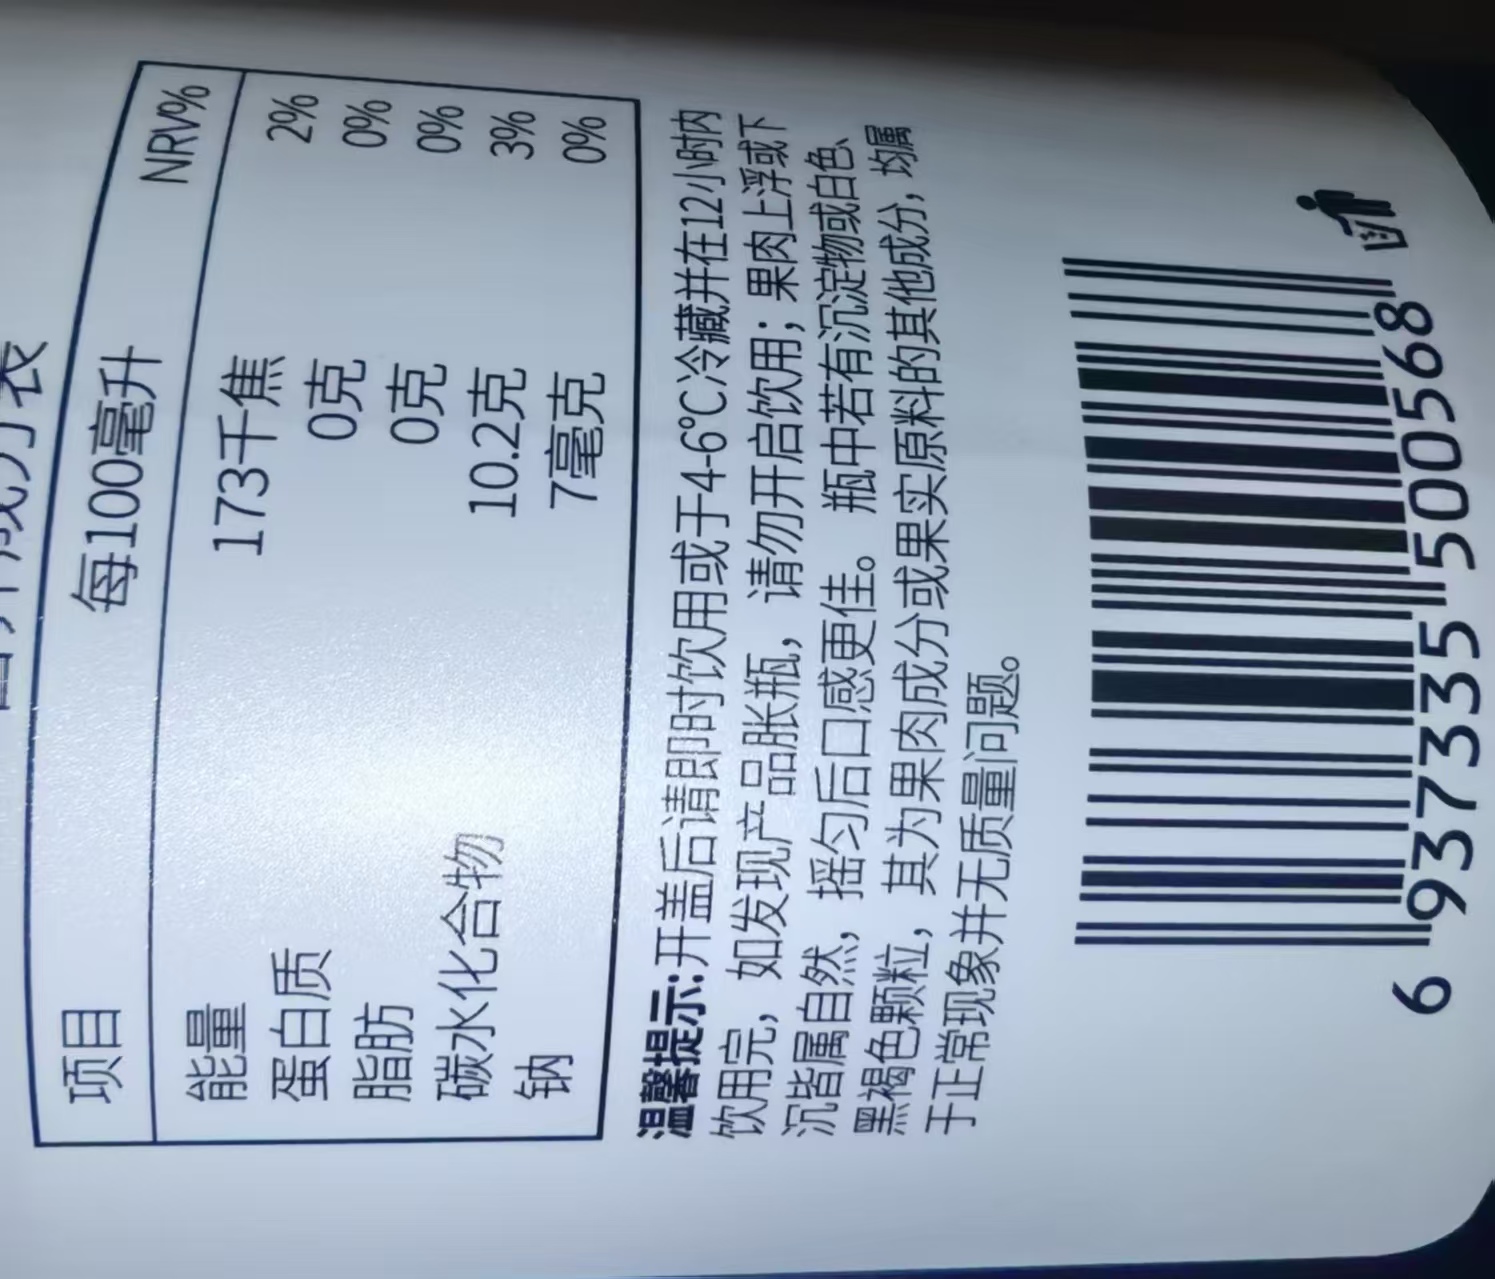 营养成分表
项目 每100毫升 NRV%
能量 173千焦 2%
蛋白质 0克 0%
脂肪 0克 0%
碳水化合物 10.2克 3%
钠 7毫克 0%
温馨提示:开盖后请即时饮用或于4-6℃冷藏并在12小时内
饮用完，如发现产品胀瓶，请勿开启饮用；果肉上浮或下
沉皆属自然，摇匀后口感更佳。瓶中若有沉淀物或白色、
黑褐色颗粒，其为果肉成分或果实原料的其他成分，均属
于正常现象并无质量问题。
6 937335 500568